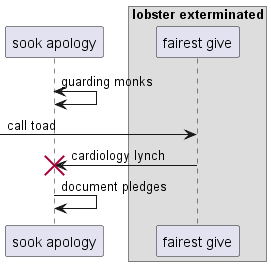 lobster exterminated
sook apology
fairest give
guarding monks
call toad
cardiology lynch
document pledges
sook apology
fairest give